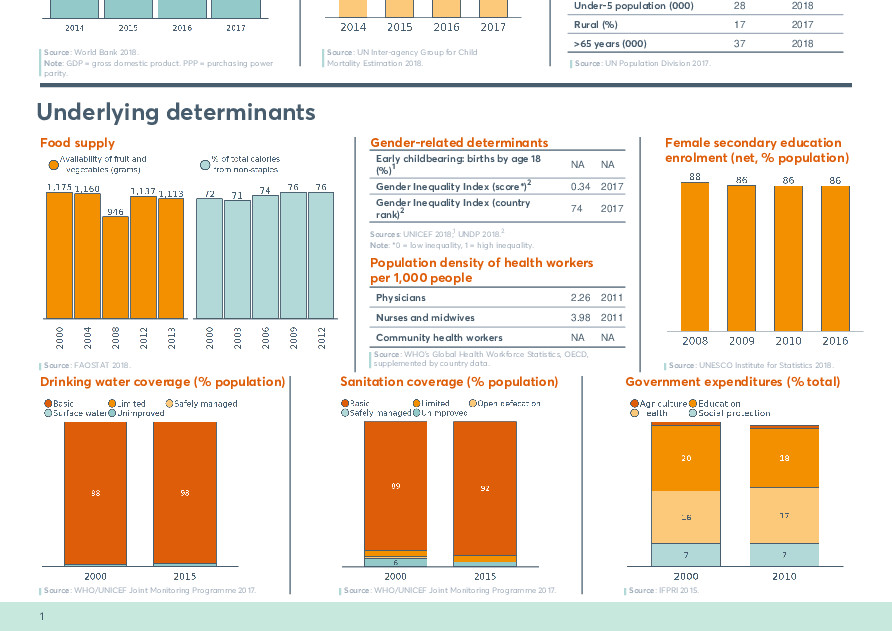 2014 2015 2016 2017
Source: World Bank 2018.
Note: GDP = gross domestic product. PPP = purchasing power
parity.
2014 2015 2016 2017
Source: UN Inter-agency Group for Child
Mortality Estimation 2018.
Under-5 population (000) 28 2018
Rural (%) 17 2017
>65 years (000) 37 2018
Source: UN Population Division 2017.
Underlying determinants
Food supply
Availability of fruit and
vegetables (grams)
% of total calories
from non-staples
1,175 1,160 946 1,137 1,113
72 71 74 76 76
2000 2004 2008 2012 2013
2000 2003 2006 2009 2012
Source: FAOSTAT 2018.
Gender-related determinants
Early childbearing: births by age 18
(%)1 NA NA
Gender Inequality Index (score*)2 0.34 2017
Gender Inequality Index (country
rank)2 74 2017
Sources: UNICEF 2018,1 UNDP 2018.2
Note: *0 = low inequality, 1 = high inequality.
Population density of health workers
per 1,000 people
Physicians 2.26 2011
Nurses and midwives 3.98 2011
Community health workers NA NA
Source: WHO's Global Health Workforce Statistics, OECD,
supplemented by country data.
Female secondary education
enrolment (net, % population)
88 86 86 86
2008 2009 2010 2016
Source: UNESCO Institute for Statistics 2018.
Drinking water coverage (% population)
Basic Limited Safely managed
Surface water Unimproved
98 98
2000 2015
Source: WHO/UNICEF Joint Monitoring Programme 2017.
Sanitation coverage (% population)
Basic Limited Open defecation
Safely managed Unimproved
89 92
6
2000 2015
Source: WHO/UNICEF Joint Monitoring Programme 2017.
Government expenditures (% total)
Agriculture Education
Health Social protection
20 18
16 17
7 7
2000 2010
Source: IFPRI 2015.
1